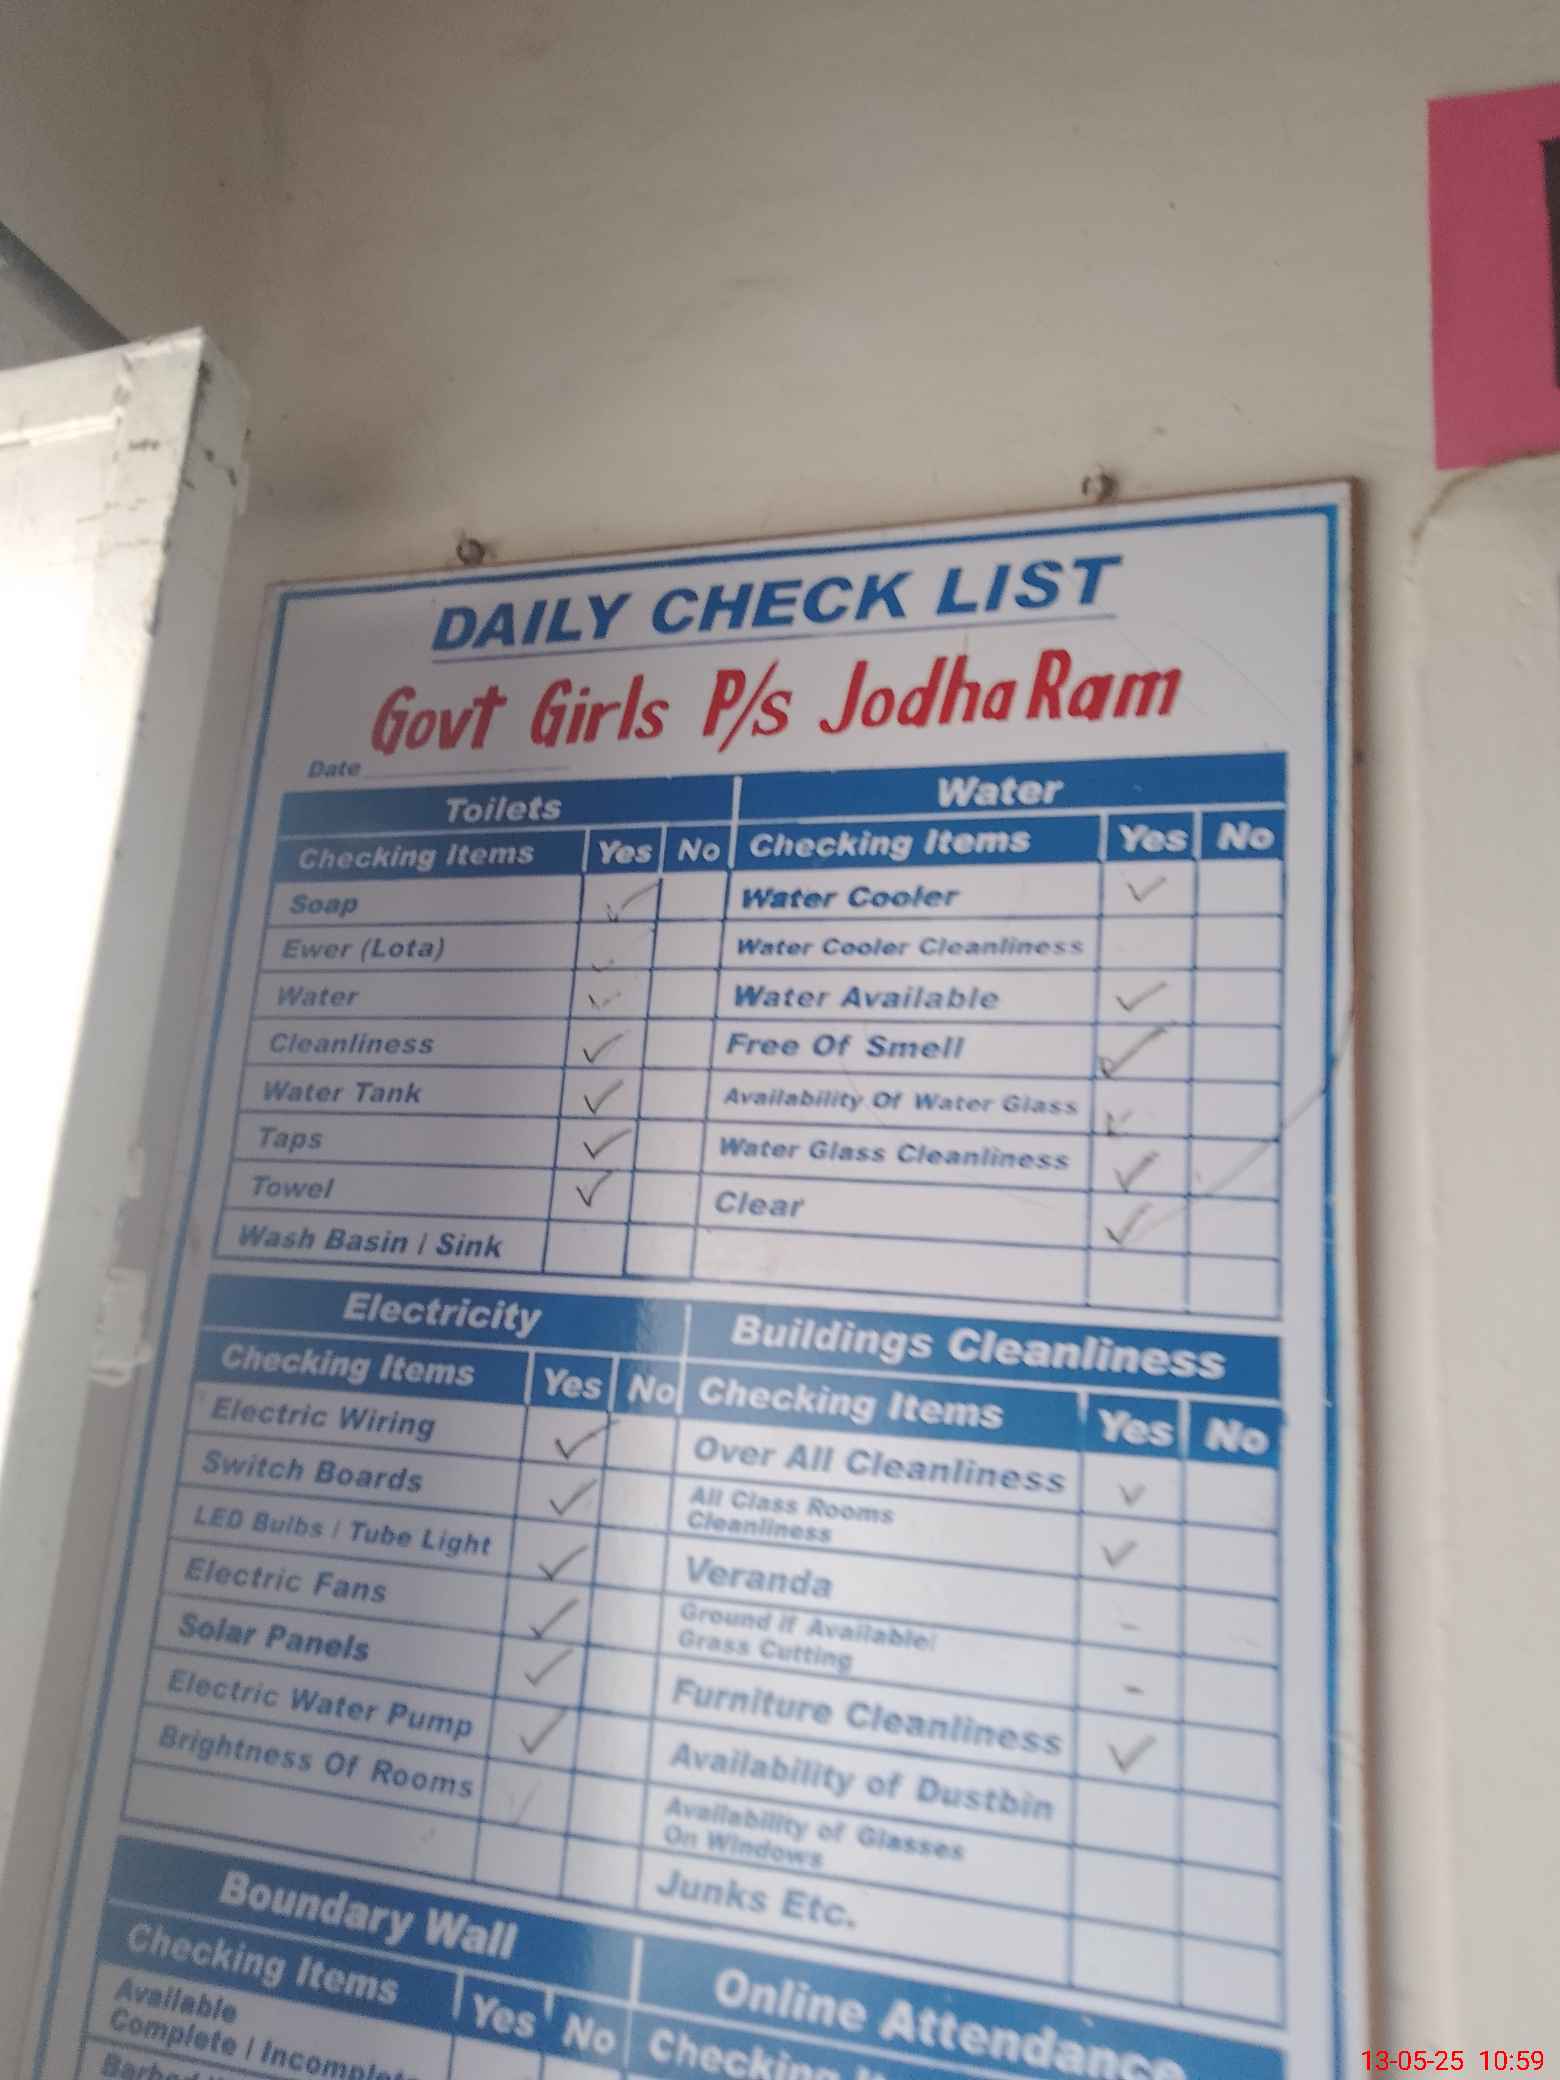 DAILY CHECK LIST
Govt Girls P/s Jodha Ram
Date
Toilets
Checking Items Yes No
Soap ✓
Ewer (Lota) ✓
Water ✓
Cleanliness ✓
Water Tank ✓
Taps ✓
Towel ✓
Wash Basin / Sink
Water
Checking Items Yes No
Water Cooler ✓
Water Cooler Cleanliness
Water Available ✓
Free Of Smell ✓
Availability Of Water Glass ✓
Water Glass Cleanliness ✓
Clear ✓
Electricity
Checking Items Yes No
Electric Wiring ✓
Switch Boards ✓
LED Bulbs / Tube Light ✓
Electric Fans ✓
Solar Panels ✓
Electric Water Pump ✓
Brightness Of Rooms ✓
Buildings Cleanliness
Checking Items Yes No
Over All Cleanliness ✓
All Class Rooms
Cleanliness ✓
Veranda -
Ground if Available/
Grass Cutting -
Furniture Cleanliness ✓
Availability of Dustbin
Availability of Glasses
On Windows
Junks Etc.
Boundary Wall
Checking Items Yes No
Available
Complete / Incomplete
Online Attendance
Checking
13-05-25 10:59